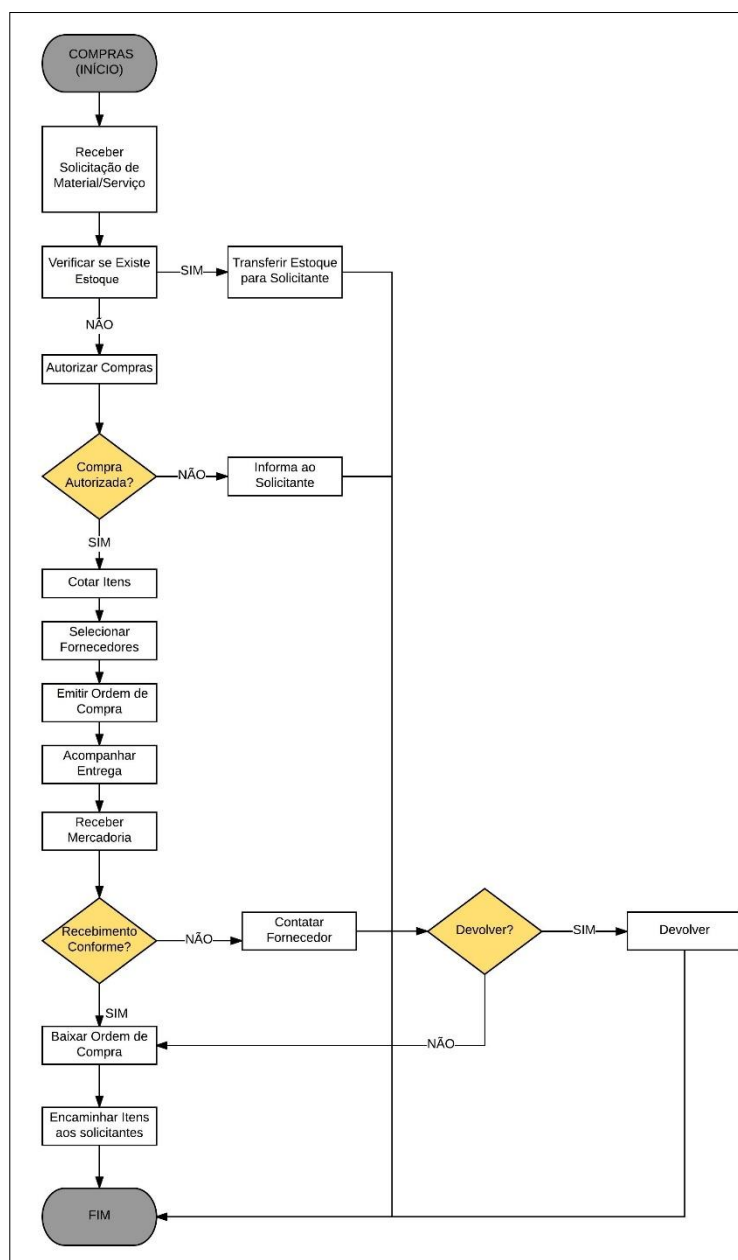 COMPRAS
(INÍCIO)
Receber
Solicitação de
Material/Serviço
Verificar se Existe
Estoque
SIM
Transferir Estoque
para Solicitante
NÃO
Autorizar Compras
Compra
Autorizada?
NÃO
Informa ao
Solicitante
SIM
Cotar Itens
Selecionar
Fornecedores
Emitir Ordem de
Compra
Acompanhar
Entrega
Receber
Mercadoria
Recebimento
Conforme?
NÃO
Contatar
Fornecedor
Devolver?
SIM
Devolver
SIM
Baixar Ordem de
Compra
NÃO
Encaminhar Itens
aos solicitantes
FIM